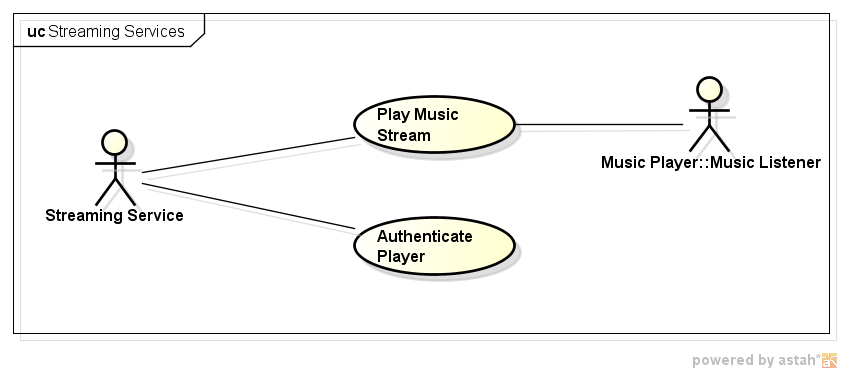 uc Streaming Services
Play Music
Stream
Music Player::Music Listener
Streaming Service
Authenticate
Player
powered by astah*